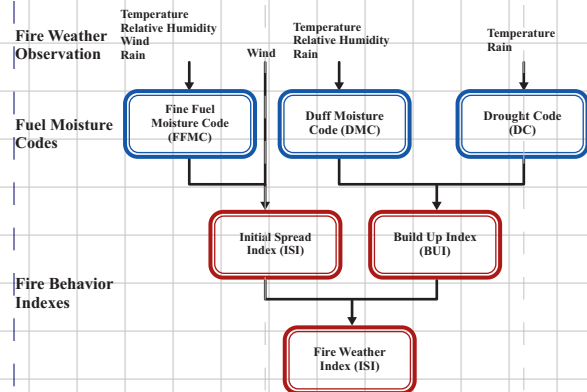 Fire Weather
Observation
Temperature
Relative Humidity
Wind
Rain
Wind
Temperature
Relative Humidity
Rain
Temperature
Rain
Fuel Moisture
Codes
Fine Fuel
Moisture Code
(FFMC)
Duff Moisture
Code (DMC)
Drought Code
(DC)
Fire Behavior
Indexes
Initial Spread
Index (ISI)
Build Up Index
(BUI)
Fire Weather
Index (ISI)